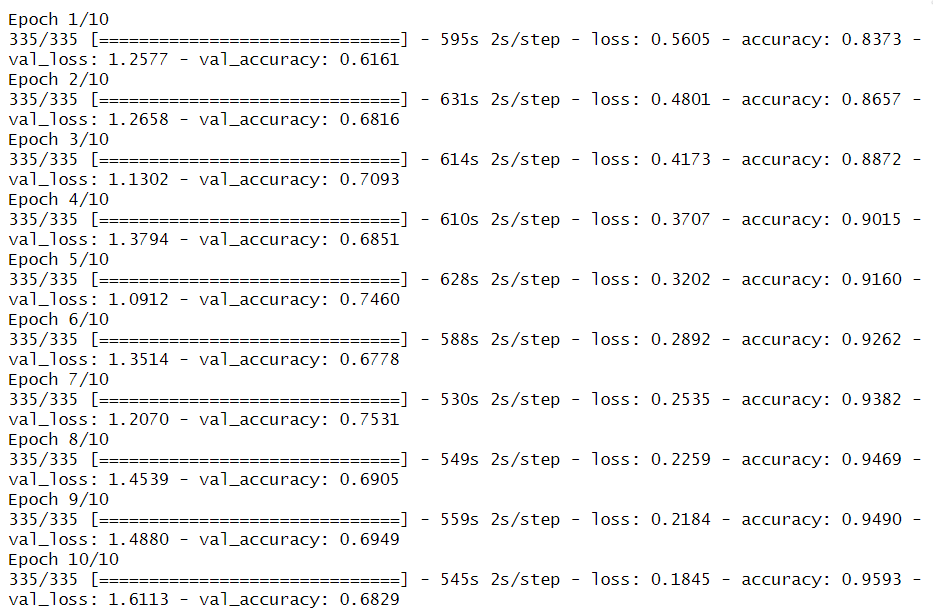 Epoch 1/10
335/335 [==============================] - 595s 2s/step - loss: 0.5605 - accuracy: 0.8373 -
val_loss: 1.2577 - val_accuracy: 0.6161
Epoch 2/10
335/335 [==============================] - 631s 2s/step - loss: 0.4801 - accuracy: 0.8657 -
val_loss: 1.2658 - val_accuracy: 0.6816
Epoch 3/10
335/335 [==============================] - 614s 2s/step - loss: 0.4173 - accuracy: 0.8872 -
val_loss: 1.1302 - val_accuracy: 0.7093
Epoch 4/10
335/335 [==============================] - 610s 2s/step - loss: 0.3707 - accuracy: 0.9015 -
val_loss: 1.3794 - val_accuracy: 0.6851
Epoch 5/10
335/335 [==============================] - 628s 2s/step - loss: 0.3202 - accuracy: 0.9160 -
val_loss: 1.0912 - val_accuracy: 0.7460
Epoch 6/10
335/335 [==============================] - 588s 2s/step - loss: 0.2892 - accuracy: 0.9262 -
val_loss: 1.3514 - val_accuracy: 0.6778
Epoch 7/10
335/335 [==============================] - 530s 2s/step - loss: 0.2535 - accuracy: 0.9382 -
val_loss: 1.2070 - val_accuracy: 0.7531
Epoch 8/10
335/335 [==============================] - 549s 2s/step - loss: 0.2259 - accuracy: 0.9469 -
val_loss: 1.4539 - val_accuracy: 0.6905
Epoch 9/10
335/335 [==============================] - 559s 2s/step - loss: 0.2184 - accuracy: 0.9490 -
val_loss: 1.4880 - val_accuracy: 0.6949
Epoch 10/10
335/335 [==============================] - 545s 2s/step - loss: 0.1845 - accuracy: 0.9593 -
val_loss: 1.6113 - val_accuracy: 0.6829